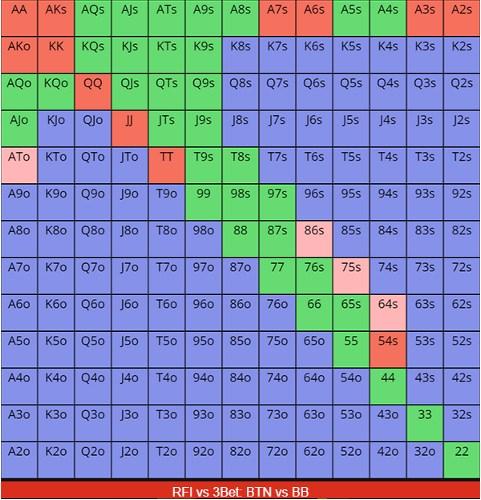 AA AKs AQs AJs ATs A9s A8s A7s A6s A5s A4s A3s A2s
AKo KK KQs KJs KTs K9s K8s K7s K6s K5s K4s K3s K2s
AQo KQo QQ QJs QTs Q9s Q8s Q7s Q6s Q5s Q4s Q3s Q2s
AJo KJo QJo JJ JTs J9s J8s J7s J6s J5s J4s J3s J2s
ATo KTo QTo JTo TT T9s T8s T7s T6s T5s T4s T3s T2s
A9o K9o Q9o J9o T9o 99 98s 97s 96s 95s 94s 93s 92s
A8o K8o Q8o J8o T8o 98o 88 87s 86s 85s 84s 83s 82s
A7o K7o Q7o J7o T7o 97o 87o 77 76s 75s 74s 73s 72s
A6o K6o Q6o J6o T6o 96o 86o 76o 66 65s 64s 63s 62s
A5o K5o Q5o J5o T5o 95o 85o 75o 65o 55 54s 53s 52s
A4o K4o Q4o J4o T4o 94o 84o 74o 64o 54o 44 43s 42s
A3o K3o Q3o J3o T3o 93o 83o 73o 63o 53o 43o 33 32s
A2o K2o Q2o J2o T2o 92o 82o 72o 62o 52o 42o 32o 22
RFI vs 3Bet: BTN vs BB